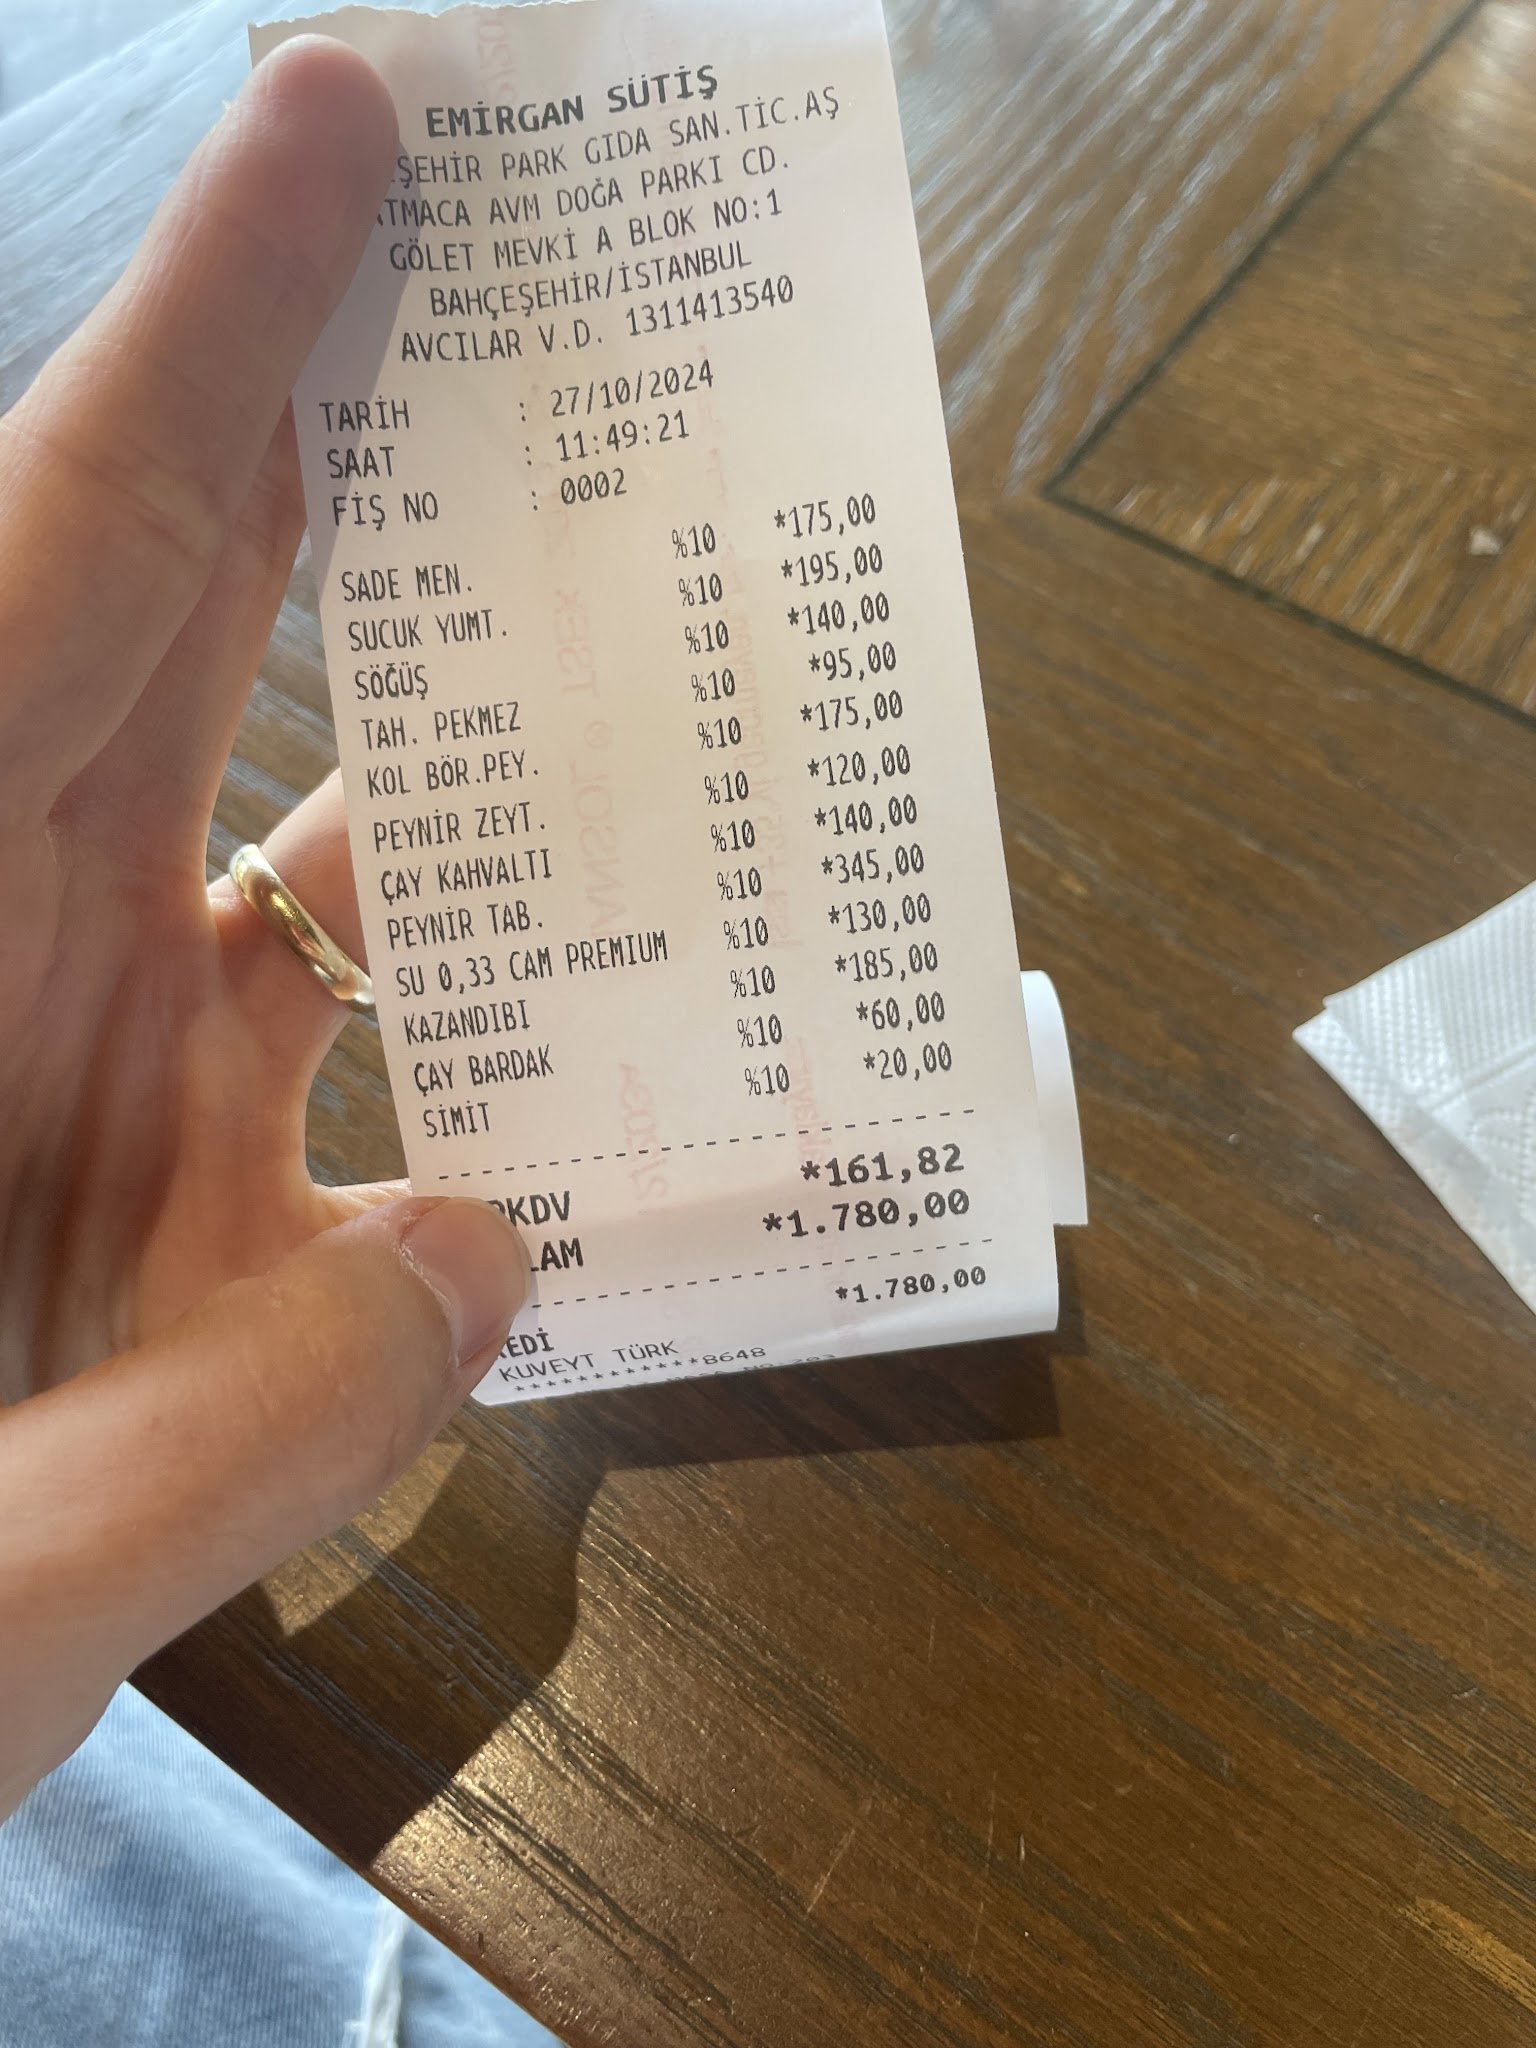 EMİRGAN SÜTİŞ
ŞEHİR PARK GIDA SAN.TİC.AŞ
ATMACA AVM DOĞA PARKI CD.
GÖLET MEVKİ A BLOK NO:1
BAHÇEŞEHİR/İSTANBUL
AVCILAR V.D. 1311413540
TARİH : 27/10/2024
SAAT : 11:49:21
FİŞ NO : 0002
SADE MEN. %10 *175,00
SUCUK YUMT. %10 *195,00
SÖĞÜŞ %10 *140,00
TAH. PEKMEZ %10 *95,00
KOL BÖR.PEY. %10 *175,00
PEYNİR ZEYT. %10 *120,00
ÇAY KAHVALTI %10 *140,00
PEYNİR TAB. %10 *345,00
SU 0,33 CAM PREMIUM %10 *130,00
KAZANDIBI %10 *185,00
ÇAY BARDAK %10 *60,00
SİMİT %10 *20,00
KDV *161,82
LAM *1.780,00
EDİ *1.780,00
KUVEYT TÜRK
************8648